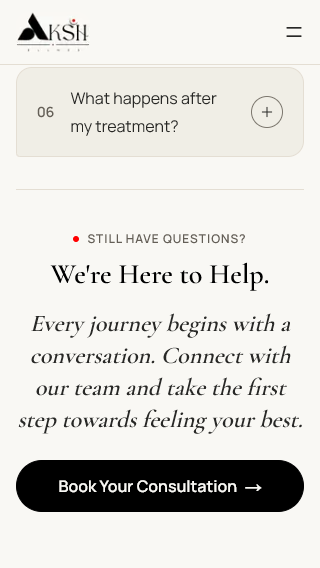 AKSH
06
What happens after
my treatment?
STILL HAVE QUESTIONS?
We're Here to Help.
Every journey begins with a
conversation. Connect with
our team and take the first
step towards feeling your best.
Book Your Consultation →